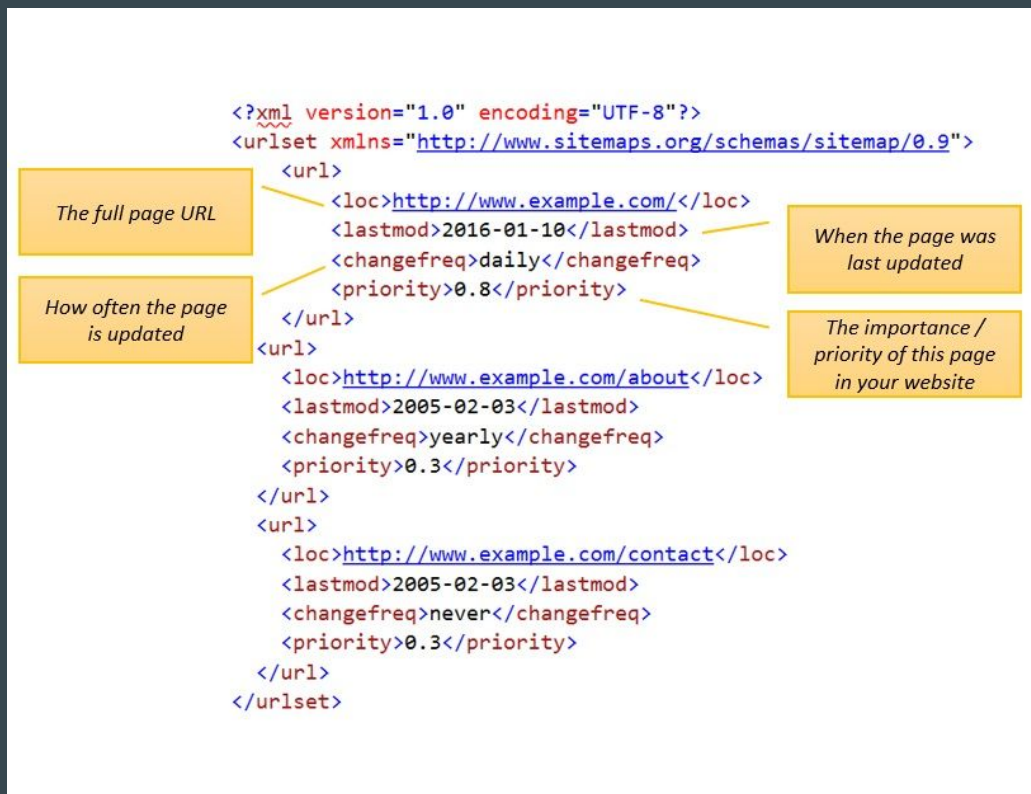 <?xml version="1.0" encoding="UTF-8"?>
<urlset xmlns="http://www.sitemaps.org/schemas/sitemap/0.9">
<url>
<loc>http://www.example.com/</loc>
<lastmod>2016-01-10</lastmod>
<changefreq>daily</changefreq>
<priority>0.8</priority>
</url>
<url>
<loc>http://www.example.com/about</loc>
<lastmod>2005-02-03</lastmod>
<changefreq>yearly</changefreq>
<priority>0.3</priority>
</url>
<url>
<loc>http://www.example.com/contact</loc>
<lastmod>2005-02-03</lastmod>
<changefreq>never</changefreq>
<priority>0.3</priority>
</url>
</urlset>
The full page URL
How often the page
is updated
When the page was
last updated
The importance /
priority of this page
in your website